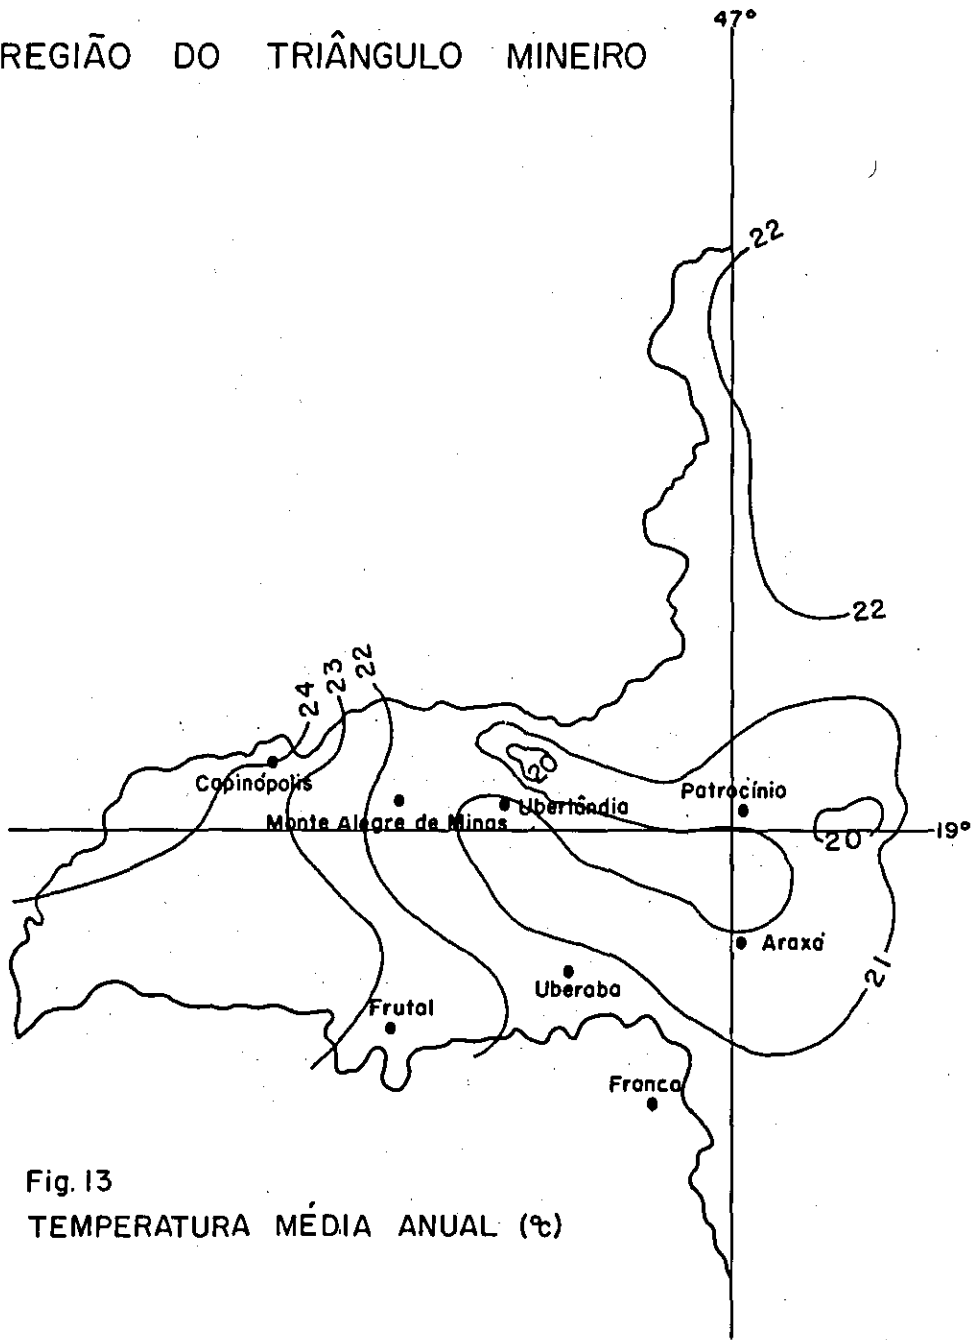 47°
REGIÃO DO TRIÂNGULO MINEIRO
22
22
22
23
24
20
Capinópolis
Patrocínio
Uberlândia
Monte Alegre de Minas
19°
20
Araxá
21
Uberaba
Frutal
Franca
Fig. 13
TEMPERATURA MÉDIA ANUAL (°C)